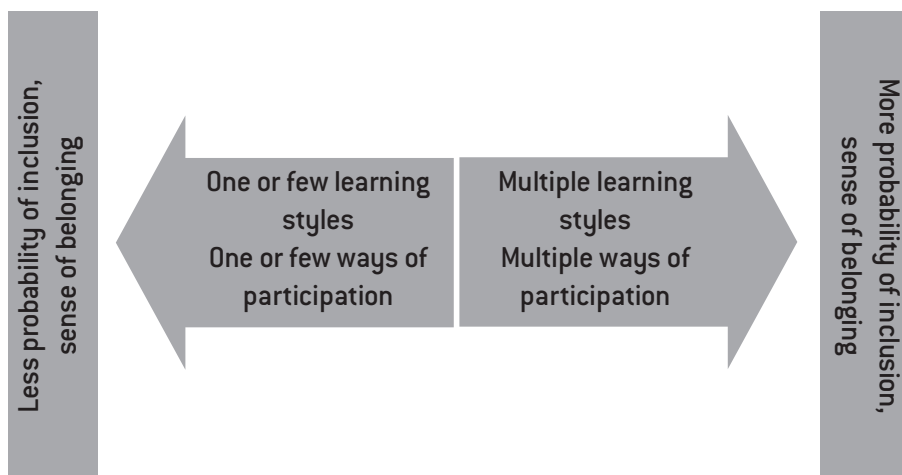 Less probability of inclusion,
sense of belonging
One or few learning
styles
One or few ways of
participation
Multiple learning
styles
Multiple ways of
participation
More probability of inclusion,
sense of belonging